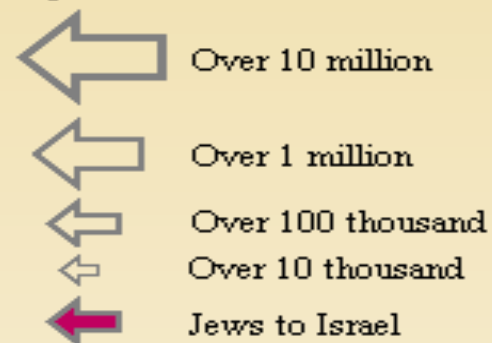 Over 10 million
Over 1 million
Over 100 thousand
Over 10 thousand
Jews to Israel